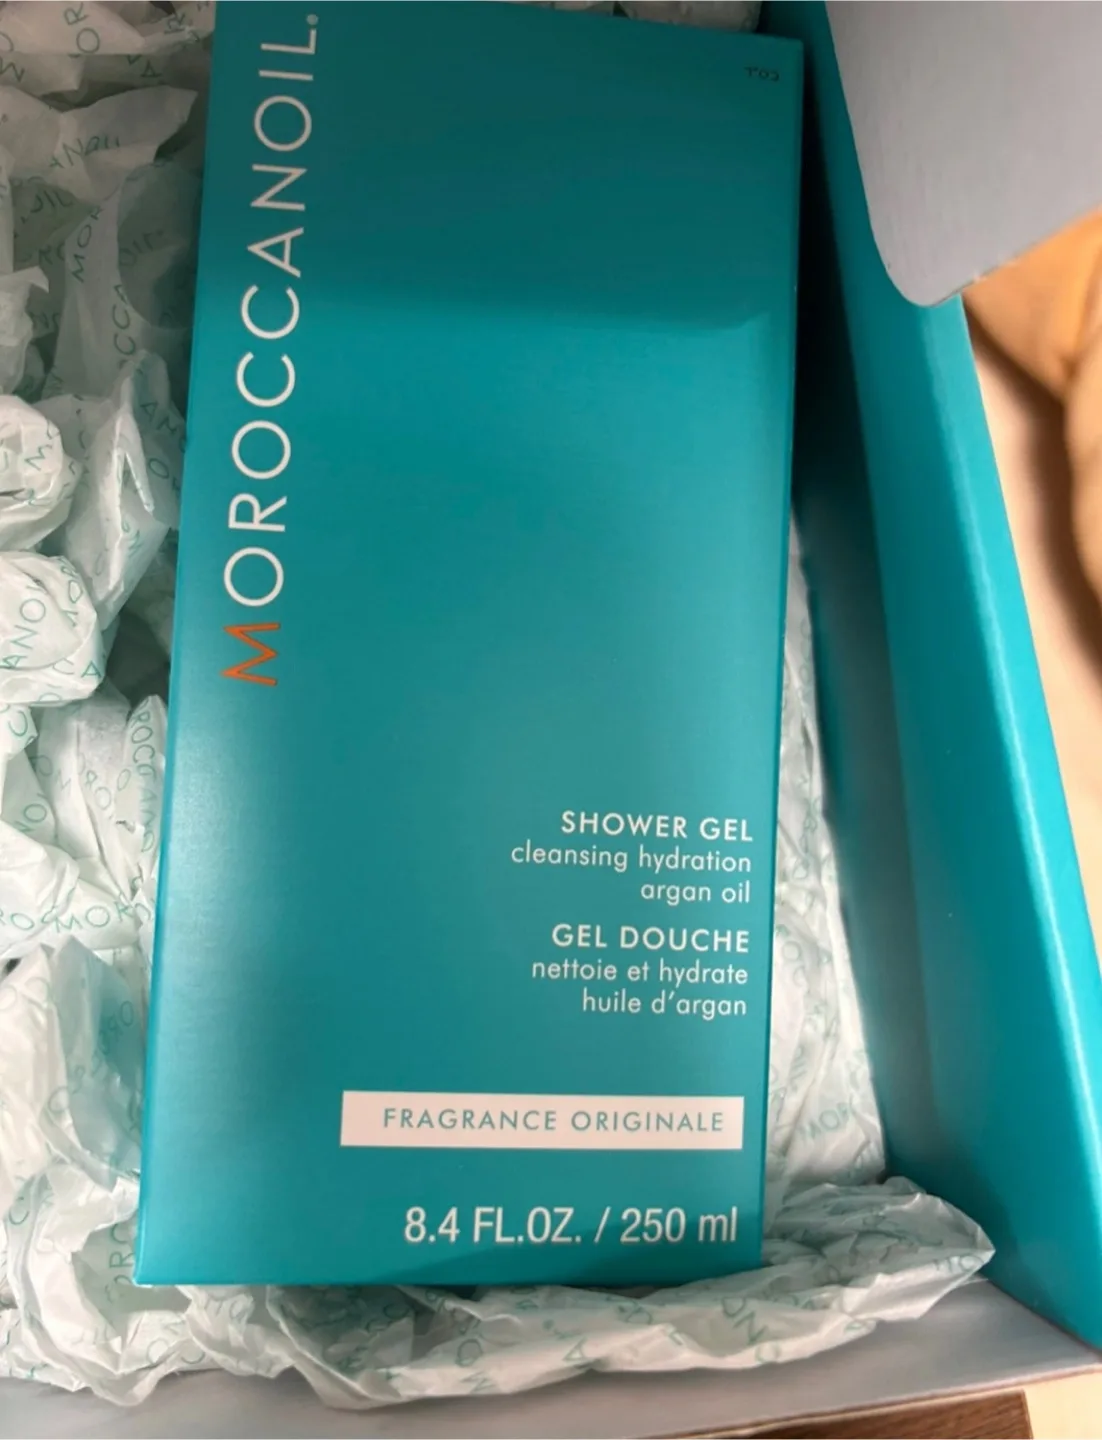 MOROCCANOIL.
SHOWER GEL
cleansing hydration
argan oil
GEL DOUCHE
nettoie et hydrate
huile d'argan
FRAGRANCE ORIGINALE
8.4 FL.OZ. / 250 ml